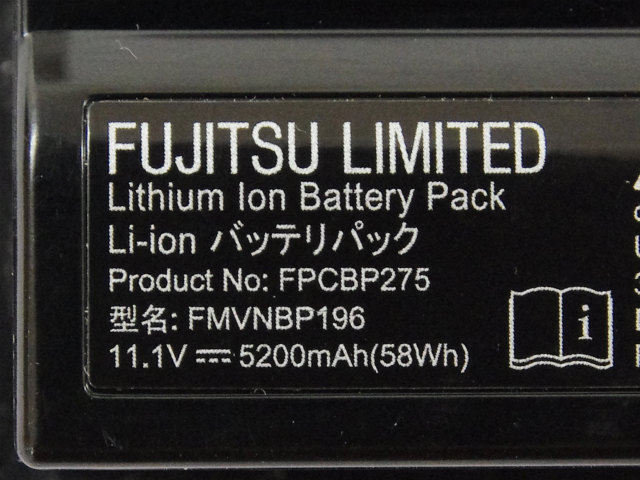 FUJITSU LIMITED
Lithium Ion Battery Pack
Li-ion バッテリパック
Product No: FPCBP275
型名: FMVNBP196
11.1V ⎓ 5200mAh(58Wh)
i